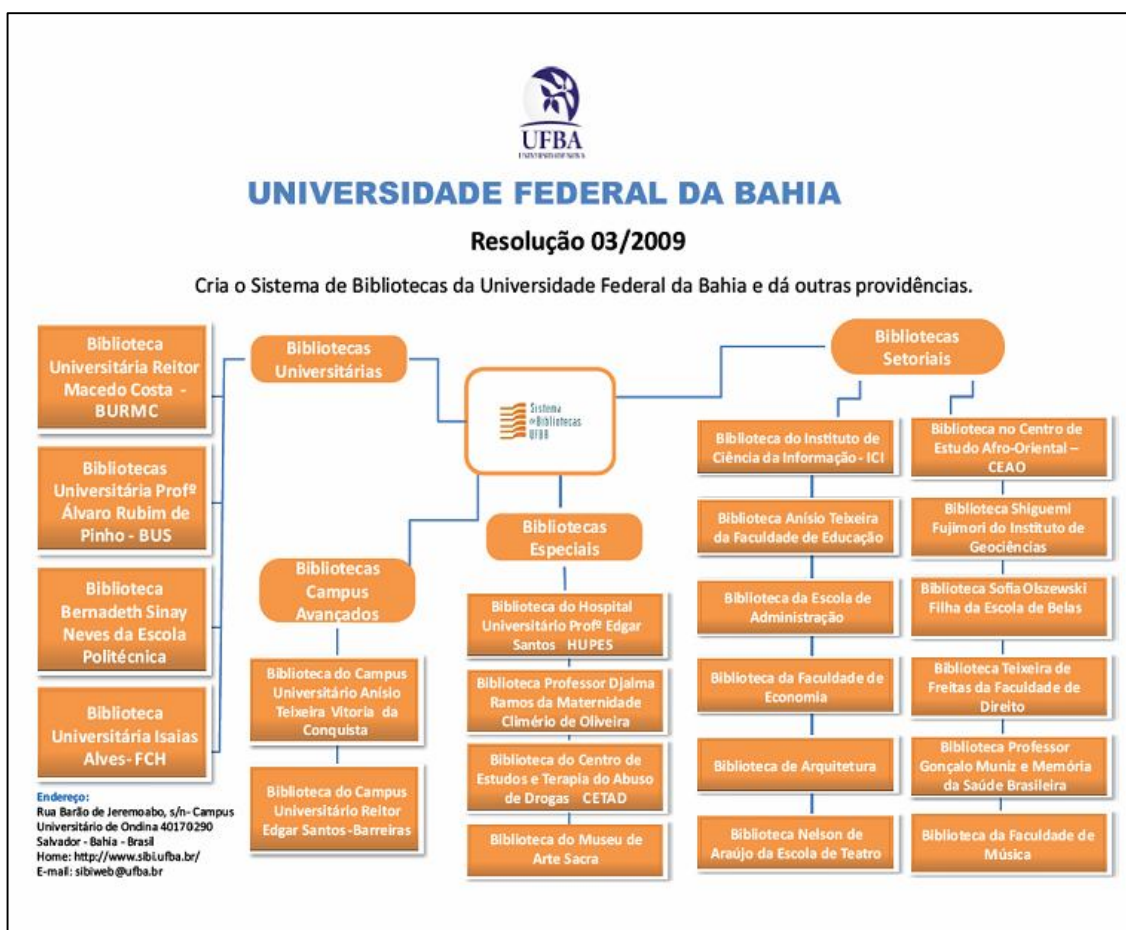 UFBA
UNIVERSIDADE NOVA
UNIVERSIDADE FEDERAL DA BAHIA
Resolução 03/2009
Cria o Sistema de Bibliotecas da Universidade Federal da Bahia e dá outras providências.
Biblioteca
Universitária Reitor
Macedo Costa -
BURMC
Bibliotecas
Universitária Profº
Álvaro Rubim de
Pinho - BUS
Biblioteca
Bernadeth Sinay
Neves da Escola
Politécnica
Biblioteca
Universitária Isaias
Alves- FCH
Bibliotecas
Universitárias
Sistema
de Bibliotecas
UFBA
Bibliotecas
Setoriais
Bibliotecas
Campus
Avançados
Biblioteca do Campus
Universitário Anísio
Teixeira Vitoria da
Conquista
Biblioteca do Campus
Universitário Reitor
Edgar Santos-Barreiras
Bibliotecas
Especiais
Biblioteca do Hospital
Universitário Profº Edgar
Santos HUPES
Biblioteca Professor Djalma
Ramos da Maternidade
Climério de Oliveira
Biblioteca do Centro de
Estudos e Terapia do Abuso
de Drogas CETAD
Biblioteca do Museu de
Arte Sacra
Biblioteca do Instituto de
Ciência da Informação - ICI
Biblioteca Anísio Teixeira
da Faculdade de Educação
Biblioteca da Escola de
Administração
Biblioteca da Faculdade de
Economia
Biblioteca de Arquitetura
Biblioteca Nelson de
Araújo da Escola de Teatro
Biblioteca no Centro de
Estudo Afro-Oriental –
CEAO
Biblioteca Shiguemi
Fujimori do Instituto de
Geociências
Biblioteca Sofia Olszewski
Filha da Escola de Belas
Biblioteca Teixeira de
Freitas da Faculdade de
Direito
Biblioteca Professor
Gonçalo Muniz e Memória
da Saúde Brasileira
Biblioteca da Faculdade de
Música
Endereço:
Rua Barão de Jeremoabo, s/n- Campus
Universitário de Ondina 40170290
Salvador - Bahia - Brasil
Home: http://www.sibi.ufba.br/
E-mail: sibiweb@ufba.br